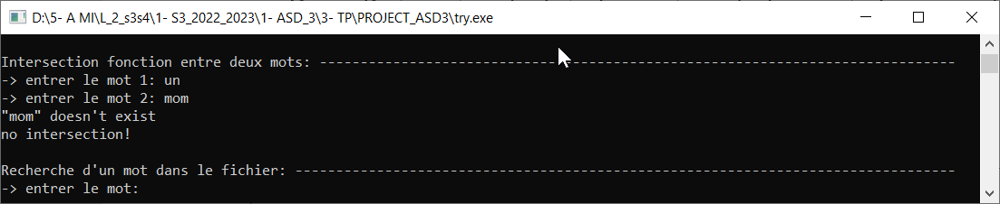 D:\5- A MI\L_2_s3s4\1- S3_2022_2023\1- ASD_3\3- TP\PROJECT_ASD3\try.exe
Intersection fonction entre deux mots: -------------------------------------------------------------------------------
-> entrer le mot 1: un
-> entrer le mot 2: mom
"mom" doesn't exist
no intersection!
Recherche d'un mot dans le fichier: ----------------------------------------------------------------------------------
-> entrer le mot: